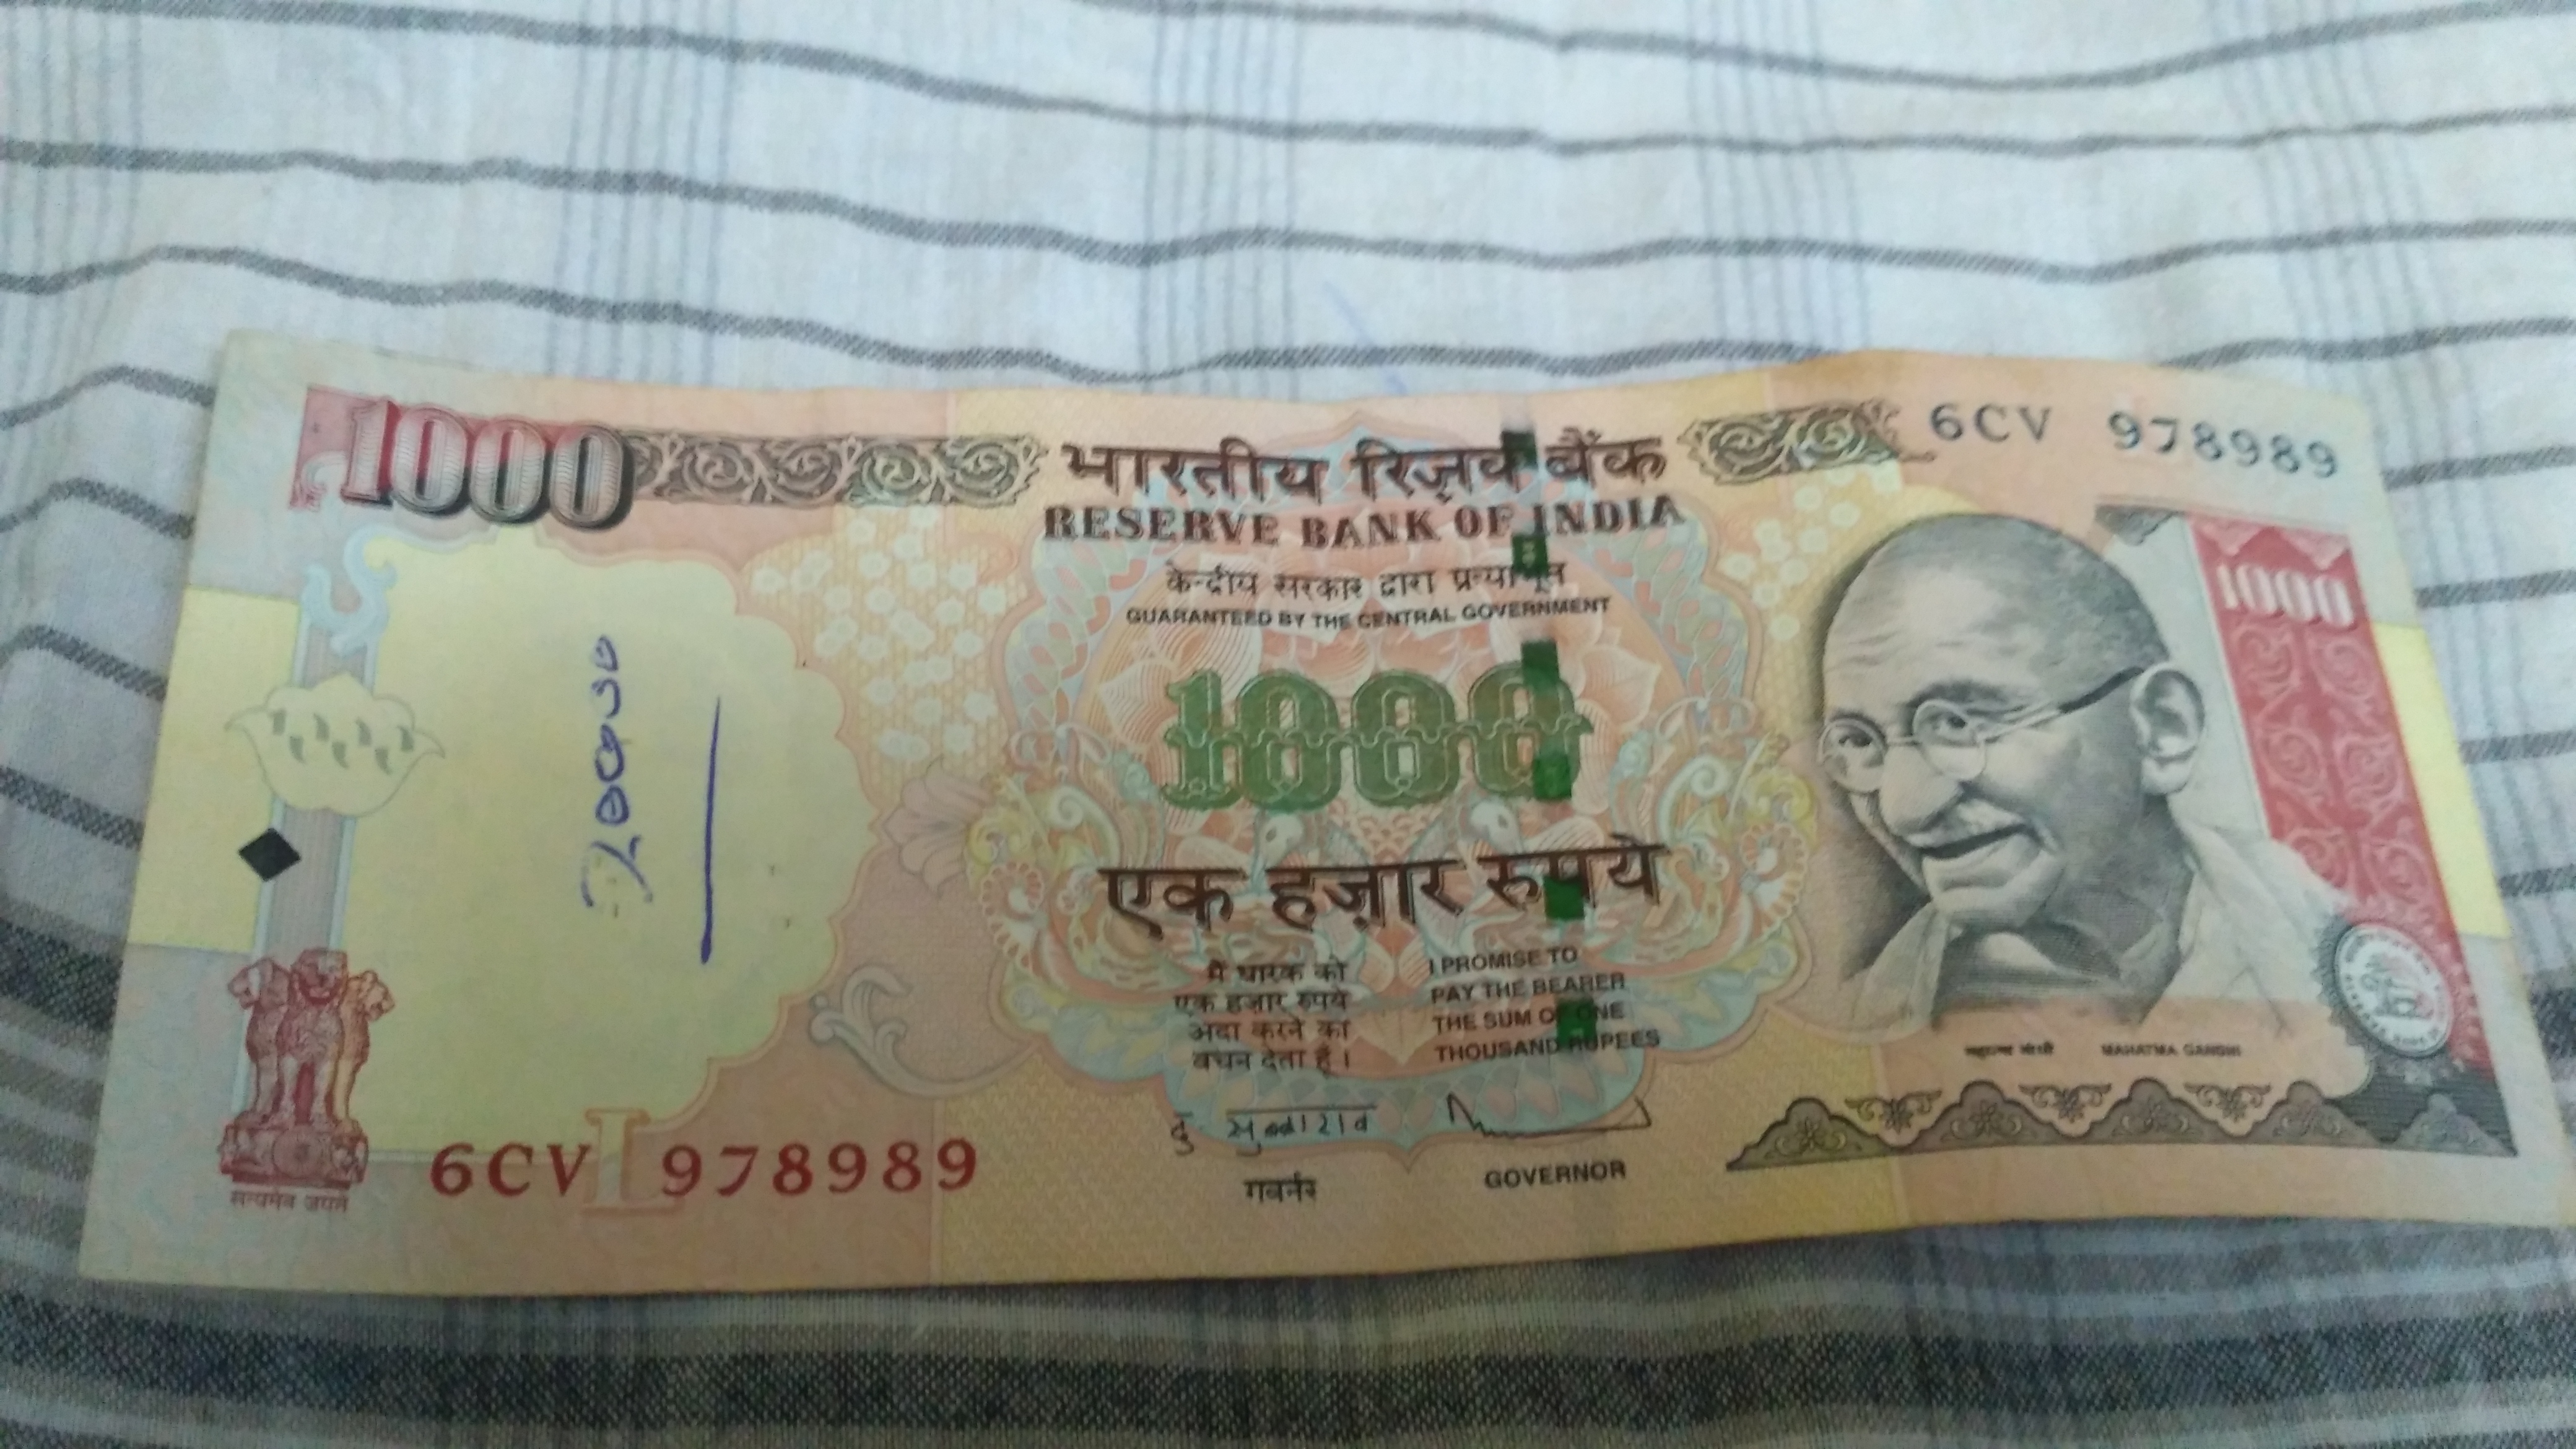 1000
भारतीय रिज़र्व बैंक
6CV 978989
RESERVE BANK OF INDIA
केन्द्रीय सरकार द्वारा प्रत्याभूत
GUARANTEED BY THE CENTRAL GOVERNMENT
1000
1000
एक हज़ार रुपये
मैं धारक को
एक हज़ार रुपये
अदा करने का
वचन देता हूँ।
I PROMISE TO
PAY THE BEARER
THE SUM OF ONE
THOUSAND RUPEES
महात्मा गांधी MAHATMA GANDHI
सत्यमेव जयते
6CV L 978989
दु सुब्बाराव
गवर्नर
GOVERNOR